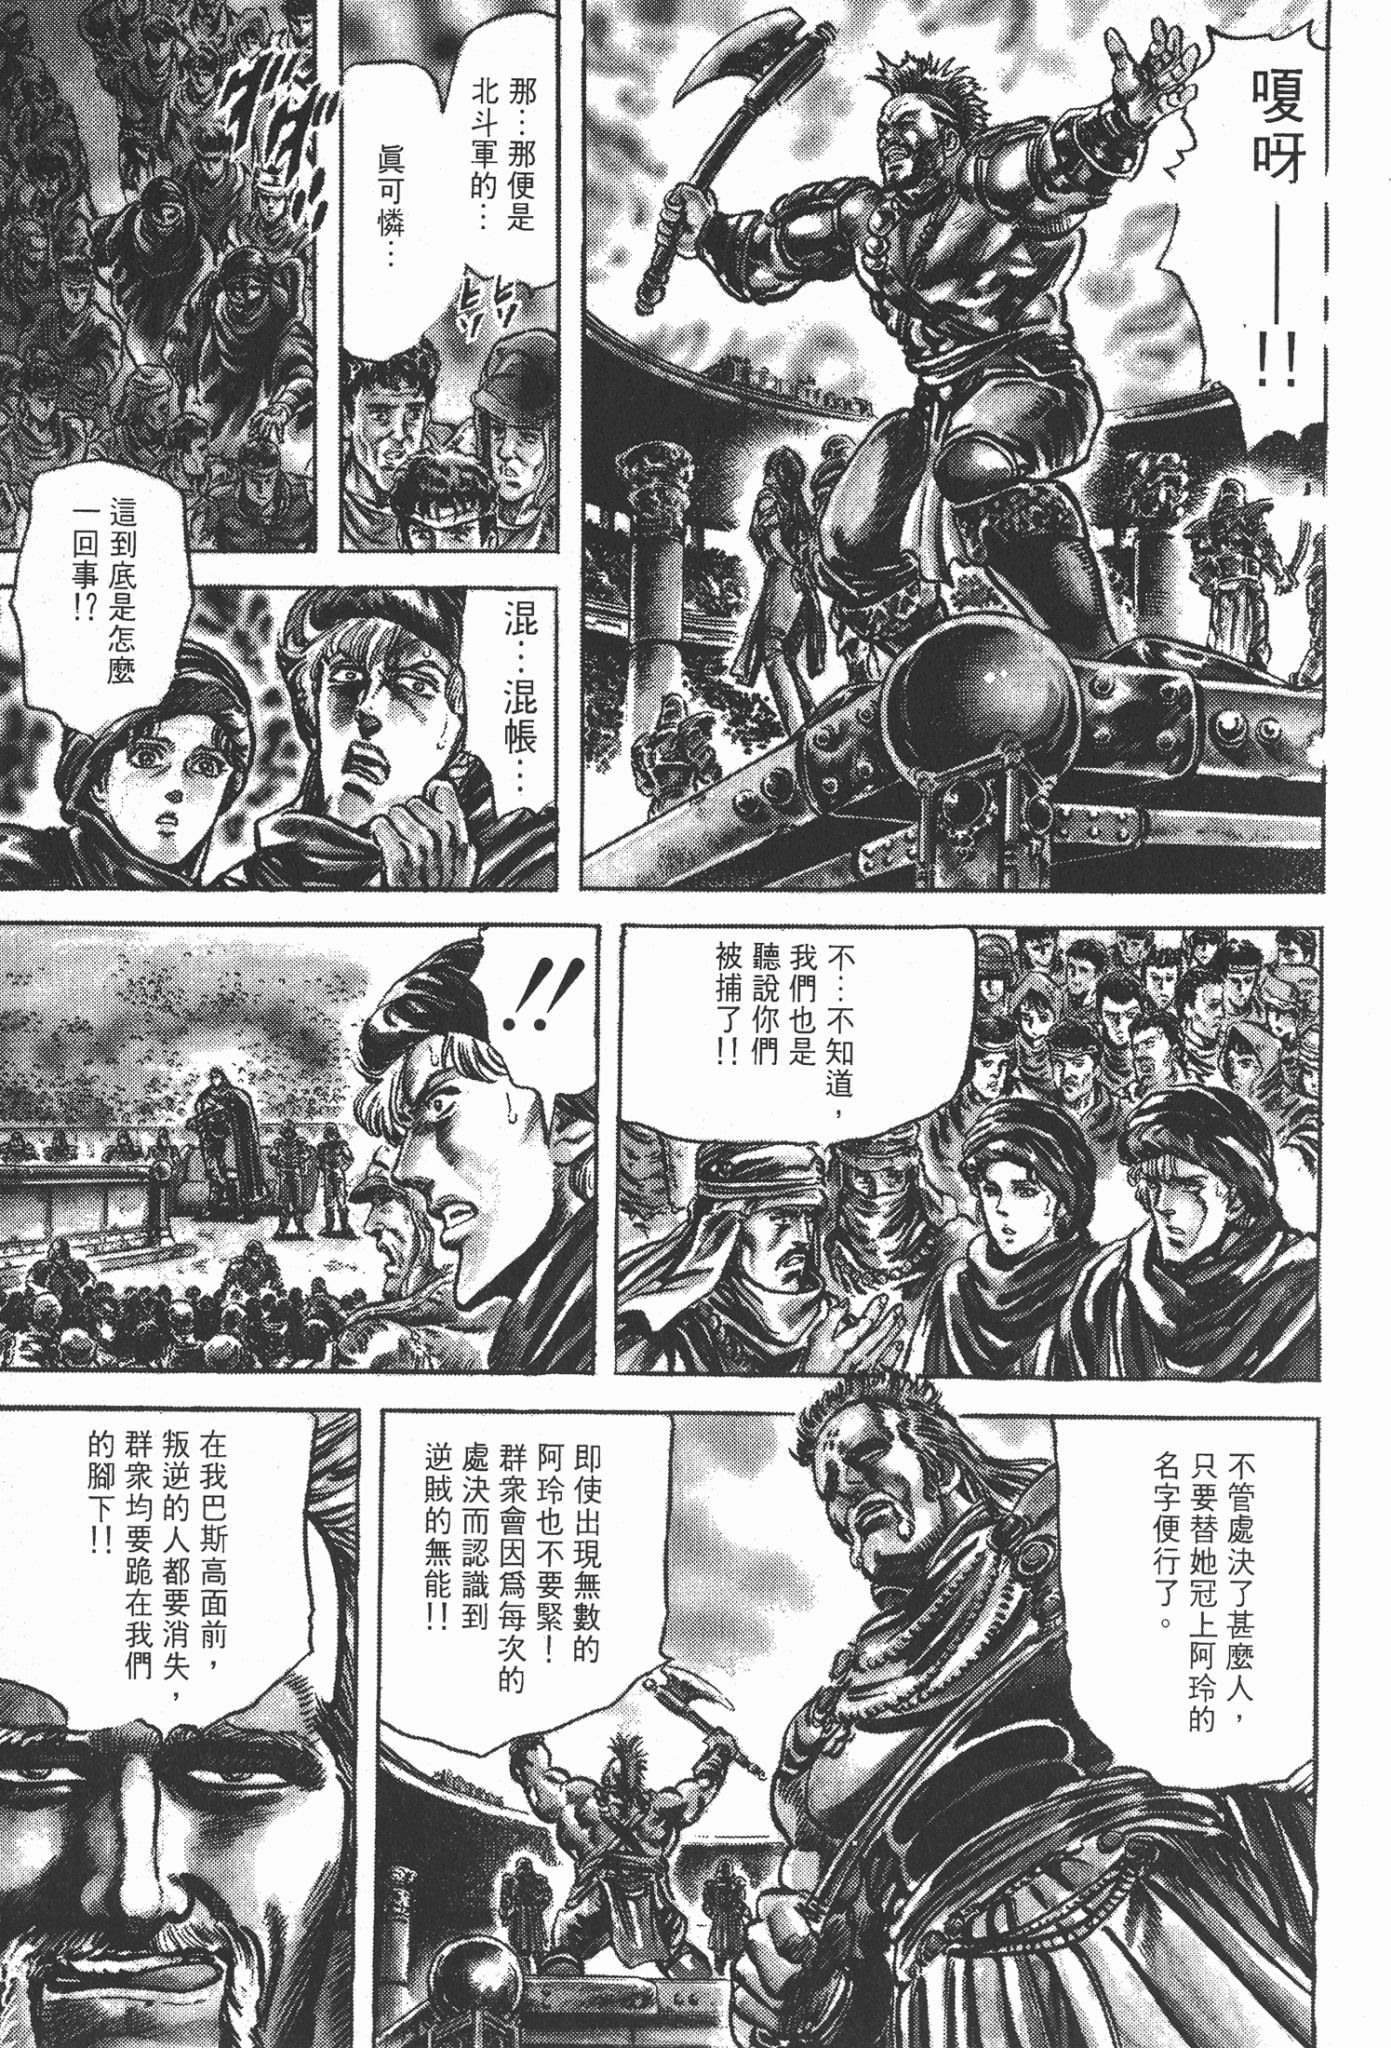 嗄呀——!!
那…那便是
北斗軍的…
眞可憐…
ヒソ
ヒソ
ザザ
混…混帳…
這到底是怎麼
一回事!?
不…不知道，
我們也是
聽說你們
被捕了!!
!!
不管處決了甚麼人，
只要替她冠上阿玲的
名字便行了。
即使出現無數的
阿玲也不要緊！
群衆會因爲每次的
處決而認識到
逆賊的無能!!
在我巴斯高面前，
叛逆的人都要消失，
群衆均要跪在我們
的腳下!!